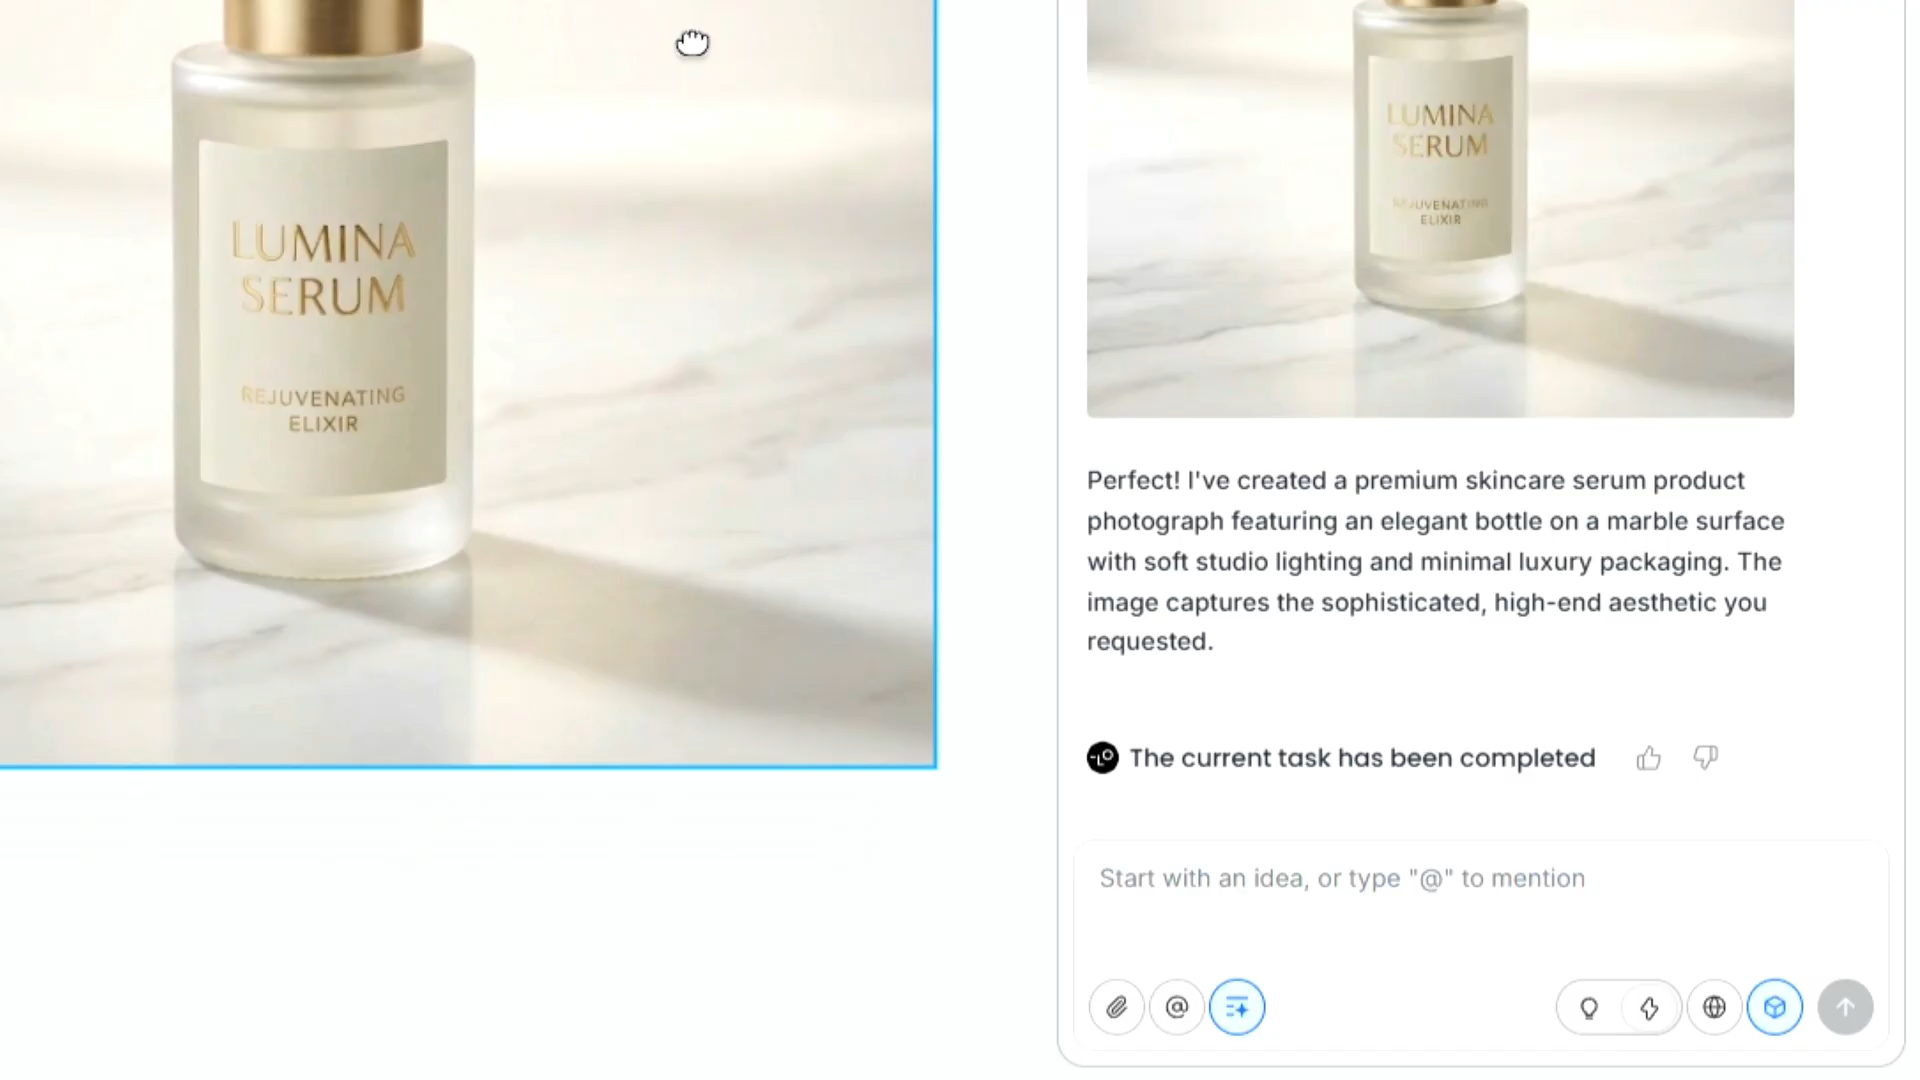 LUMINA
SERUM
REJUVENATING
ELIXIR
LUMINA
SERUM
REJUVENATING
ELIXIR
Perfect! I've created a premium skincare serum product
photograph featuring an elegant bottle on a marble surface
with soft studio lighting and minimal luxury packaging. The
image captures the sophisticated, high-end aesthetic you
requested.
The current task has been completed
Start with an idea, or type "@" to mention